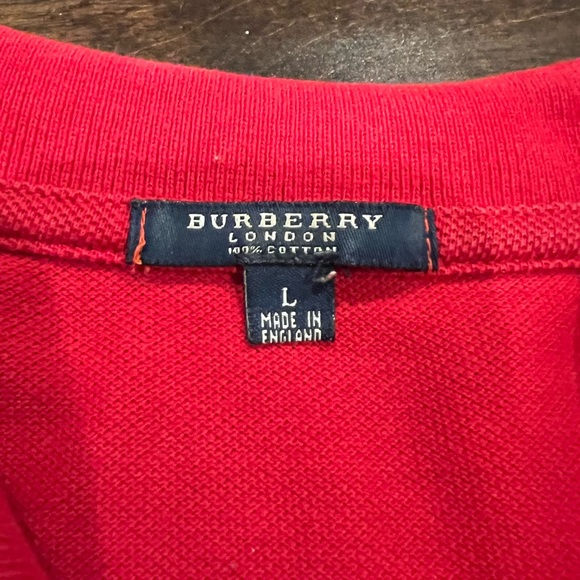 BURBERRY
LONDON
100% COTTON
L
MADE IN
ENGLAND